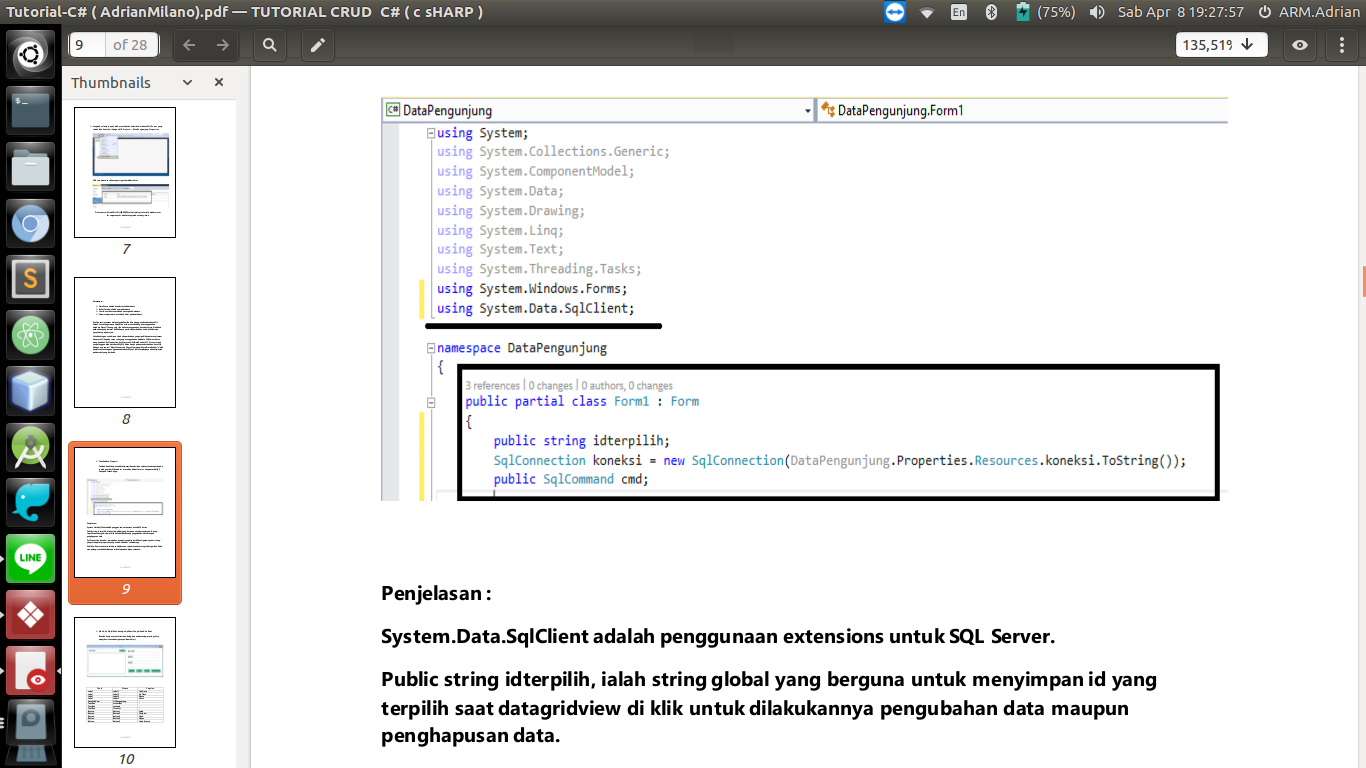 Tutorial-C# ( AdrianMilano).pdf — TUTORIAL CRUD C# ( c sHARP )
En
(75%)
Sab Apr 8 19:27:57
ARM.Adrian
9
of 28
135,51%
Thumbnails
7
8
9
10
LINE
DataPengunjung
DataPengunjung.Form1
using System;
using System.Collections.Generic;
using System.ComponentModel;
using System.Data;
using System.Drawing;
using System.Linq;
using System.Text;
using System.Threading.Tasks;
using System.Windows.Forms;
using System.Data.SqlClient;
namespace DataPengunjung
{
3 references | 0 changes | 0 authors, 0 changes
public partial class Form1 : Form
{
public string idterpilih;
SqlConnection koneksi = new SqlConnection(DataPengunjung.Properties.Resources.koneksi.ToString());
public SqlCommand cmd;
Penjelasan :
System.Data.SqlClient adalah penggunaan extensions untuk SQL Server.
Public string idterpilih, ialah string global yang berguna untuk menyimpan id yang
terpilih saat datagridview di klik untuk dilakukannya pengubahan data maupun
penghapusan data.